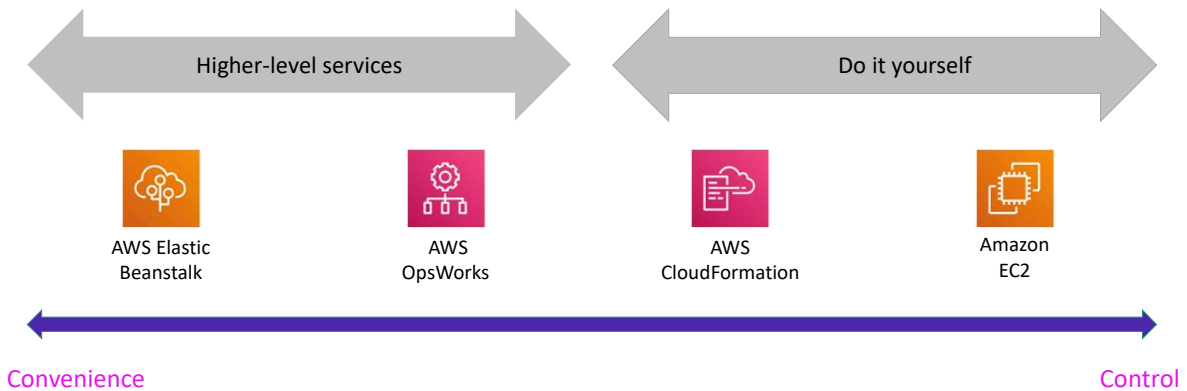 Higher-level services
Do it yourself
AWS Elastic
Beanstalk
AWS
OpsWorks
AWS
CloudFormation
Amazon
EC2
Convenience
Control